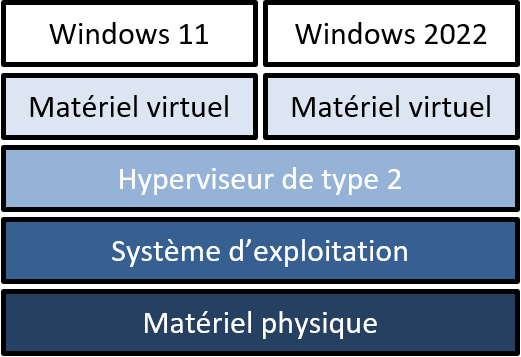 Windows 11
Windows 2022
Matériel virtuel
Matériel virtuel
Hyperviseur de type 2
Système d’exploitation
Matériel physique